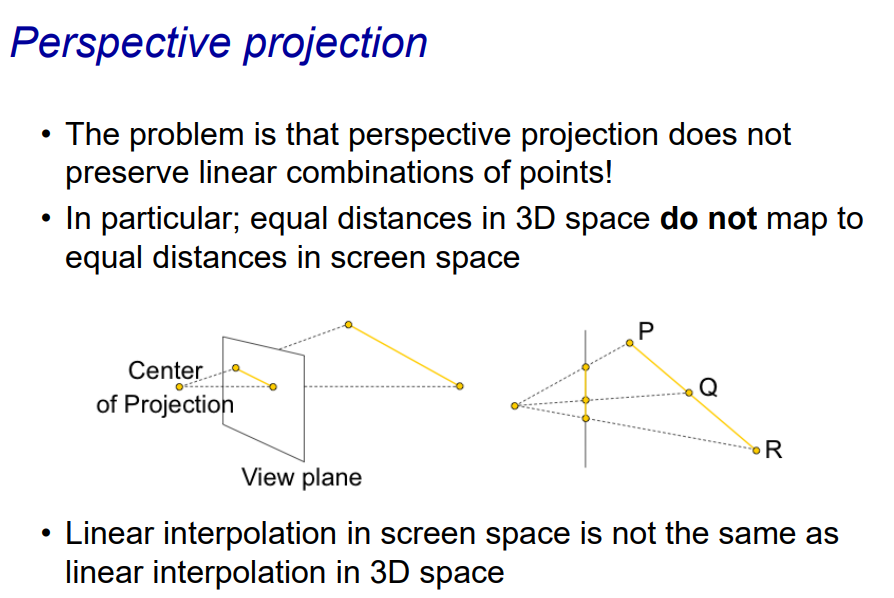 Perspective projection
• The problem is that perspective projection does not
preserve linear combinations of points!
• In particular; equal distances in 3D space do not map to
equal distances in screen space
Center
of Projection
View plane
P
Q
R
• Linear interpolation in screen space is not the same as
linear interpolation in 3D space